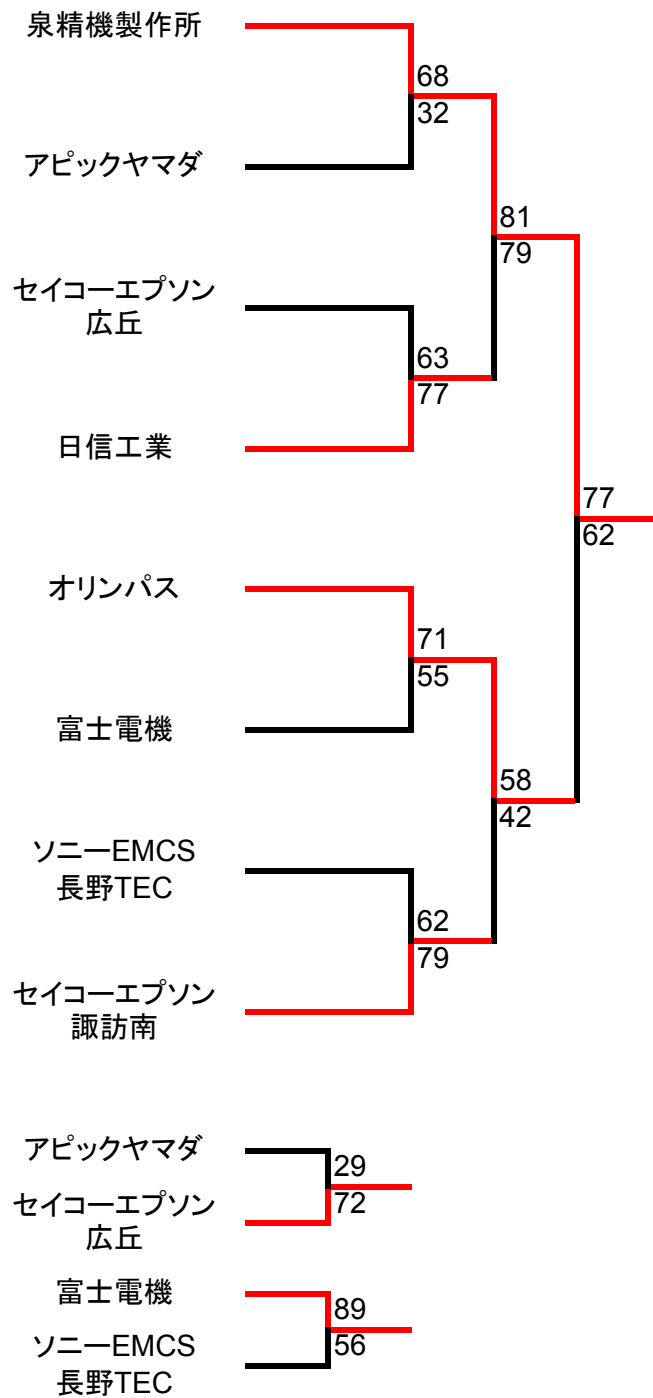 泉精機製作所
68
32
アピックヤマダ
81
79
セイコーエプソン
広丘
63
77
日信工業
77
62
オリンパス
71
55
富士電機
58
42
ソニーEMCS
長野TEC
62
79
セイコーエプソン
諏訪南
アピックヤマダ
29
72
セイコーエプソン
広丘
富士電機
89
56
ソニーEMCS
長野TEC